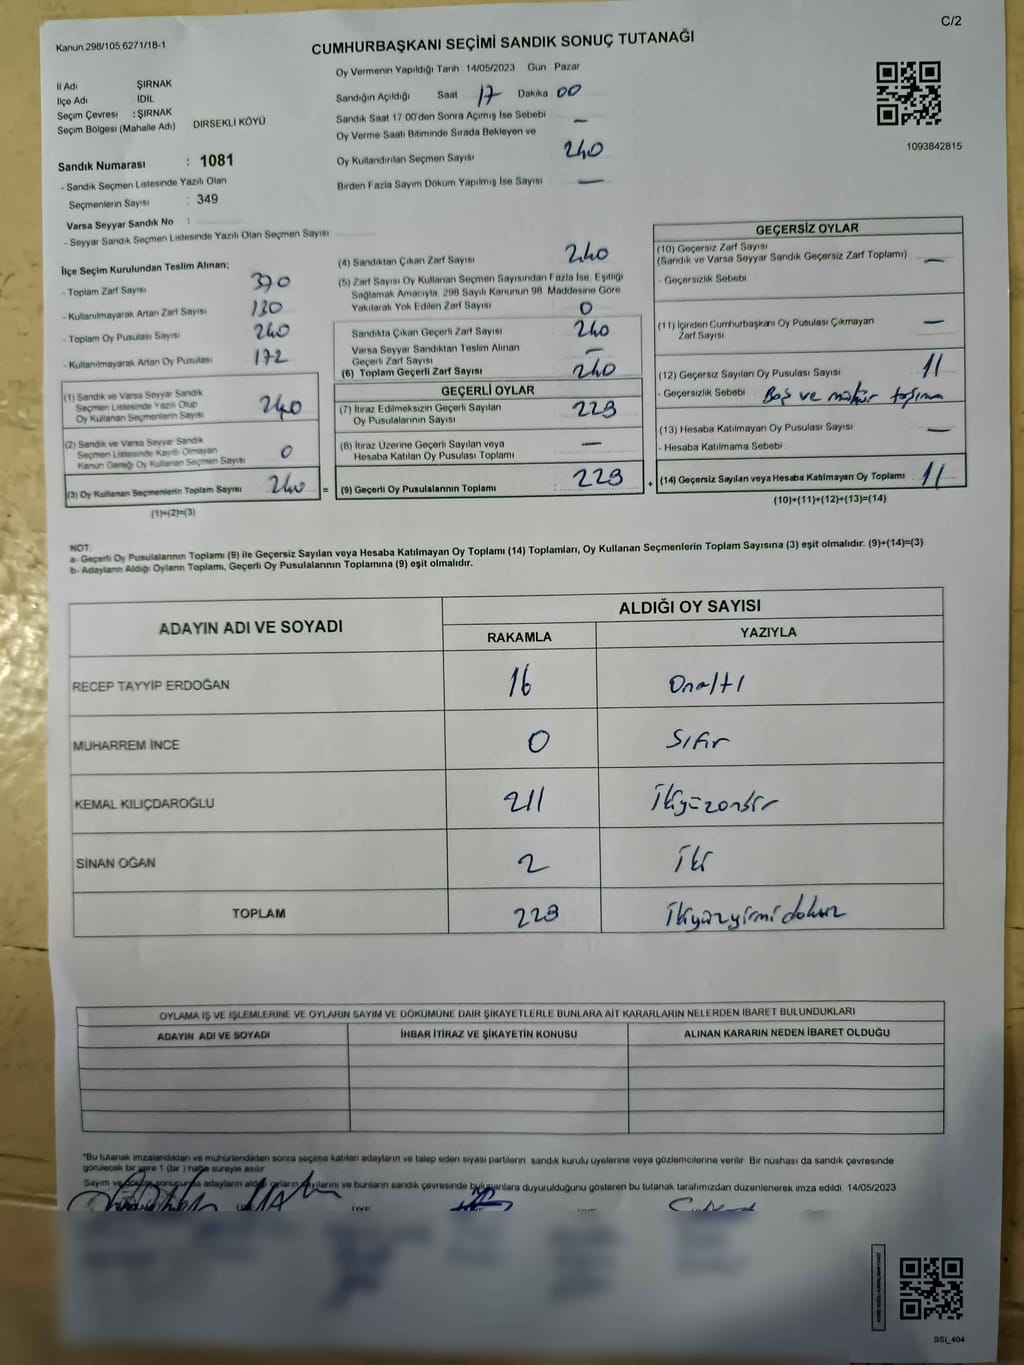 C/2
Kanun 298/105 6271/18-1
CUMHURBAŞKANI SEÇİMİ SANDIK SONUÇ TUTANAĞI
İl Adı ŞIRNAK
İlçe Adı İDİL
Seçim Çevresi : ŞIRNAK
Seçim Bölgesi (Mahalle Adı) DİRSEKLİ KÖYÜ
Sandık Numarası : 1081
- Sandık Seçmen Listesinde Yazılı Olan
Seçmenlerin Sayısı : 349
Varsa Seyyar Sandık No :
- Seyyar Sandık Seçmen Listesinde Yazılı Olan Seçmen Sayısı
Oy Vermenin Yapıldığı Tarih 14/05/2023 Gün Pazar
Sandığın Açıldığı Saat 17 Dakika 00
Sandık Saat 17 00'den Sonra Açımış İse Sebebi —
Oy Verme Saati Bitiminde Sırada Bekleyen ve
Oy Kullandırılan Seçmen Sayısı 240
Birden Fazla Sayım Döküm Yapılmış İse Sayısı —
1093842815
İlçe Seçim Kurulundan Teslim Alınan;
- Toplam Zarf Sayısı 370
- Kullanılmayarak Artan Zarf Sayısı 130
- Toplam Oy Pusulası Sayısı 240
- Kullanılmayarak Artan Oy Pusulası 172
(1) Sandık ve Varsa Seyyar Sandık
Seçmen Listesinde Yazılı Olup
Oy Kullanan Seçmenlerin Sayısı 240
(2) Sandık ve Varsa Seyyar Sandık
Seçmen Listesinde Kayıtlı Olmayan
Kanun Gereği Oy Kullanan Seçmen Sayısı 0
(3) Oy Kullanan Seçmenlerin Toplam Sayısı 240 =
(1)+(2)=(3)
(4) Sandıktan Çıkan Zarf Sayısı 240
(5) Zarf Sayısı Oy Kullanan Seçmen Sayısından Fazla İse, Eşitliği
Sağlamak Amacıyla, 298 Sayılı Kanunun 98. Maddesine Göre
Yakılarak Yok Edilen Zarf Sayısı 0
Sandıkta Çıkan Geçerli Zarf Sayısı 240
Varsa Seyyar Sandıktan Teslim Alınan
Geçerli Zarf Sayısı —
(6) Toplam Geçerli Zarf Sayısı 240
GEÇERLİ OYLAR
(7) İtiraz Edilmeksizin Geçerli Sayılan
Oy Pusulalarının Sayısı 229
(8) İtiraz Üzerine Geçerli Sayılan veya
Hesaba Katılan Oy Pusulası Toplamı —
(9) Geçerli Oy Pusulalarının Toplamı : 229 +
GEÇERSİZ OYLAR
(10) Geçersiz Zarf Sayısı
(Sandık ve Varsa Seyyar Sandık Geçersiz Zarf Toplamı) —
- Geçersizlik Sebebi
(11) İçinden Cumhurbaşkanı Oy Pusulası Çıkmayan
Zarf Sayısı —
(12) Geçersiz Sayılan Oy Pusulası Sayısı 11
- Geçersizlik Sebebi Boş ve mühür taşıma
(13) Hesaba Katılmayan Oy Pusulası Sayısı —
- Hesaba Katılmama Sebebi
(14) Geçersiz Sayılan veya Hesaba Katılmayan Oy Toplamı 11
(10)+(11)+(12)+(13)=(14)
NOT:
a- Geçerli Oy Pusulalarının Toplamı (9) ile Geçersiz Sayılan veya Hesaba Katılmayan Oy Toplamı (14) Toplamları, Oy Kullanan Seçmenlerin Toplam Sayısına (3) eşit olmalıdır. (9)+(14)=(3)
b- Adayların Aldığı Oyların Toplamı, Geçerli Oy Pusulalarının Toplamına (9) eşit olmalıdır.
ADAYIN ADI VE SOYADI
ALDIĞI OY SAYISI
RAKAMLA YAZIYLA
RECEP TAYYİP ERDOĞAN 16 Onaltı
MUHARREM İNCE 0 Sıfır
KEMAL KILIÇDAROĞLU 211 İkiyüzonbir
SİNAN OĞAN 2 İki
TOPLAM 229 İkiyüzyirmidokuz
OYLAMA İŞ VE İŞLEMLERİNE VE OYLARIN SAYIM VE DÖKÜMÜNE DAİR ŞİKAYETLERLE BUNLARA AİT KARARLARIN NELERDEN İBARET BULUNDUKLARI
ADAYIN ADI VE SOYADI İHBAR İTİRAZ VE ŞİKAYETİN KONUSU ALINAN KARARIN NEDEN İBARET OLDUĞU
*Bu tutanak imzalandıktan ve mühürlendikten sonra seçime katılan adayların ve talep eden siyasi partilerin sandık kurulu üyelerine veya gözlemcilerine verilir. Bir nüshası da sandık çevresinde
görülecek bir yere 1 (bir) hafta süreyle asılır
Sayım ve döküm sonucunda adayların aldığı oyların sayılarını ve bunların sandık çevresinde bulunanlara duyurulduğunu gösteren bu tutanak tarafımızdan düzenlenerek imza edildi 14/05/2023
SSI_404